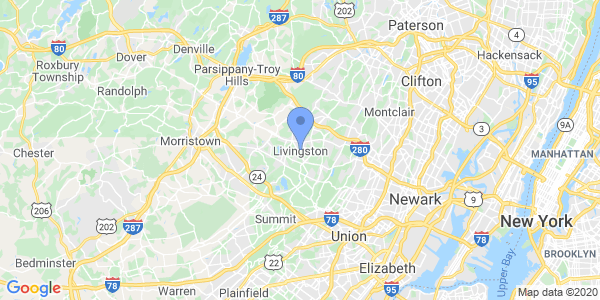 287
202
Paterson
4
80
Denville
80
Hackensack
Dover
Roxbury
Township
Parsippany-Troy
Hills
80
Clifton
95
Randolph
Montclair
9A
3
Morristown
Livingston
280
MANHATTAN
Chester
24
Newark
9
206
202
287
Summit
78
New York
Union
78
BROOKLYN
22
Bedminster
Elizabeth
Upper Bay
78
Warren
Plainfield
95
Google
Map data ©2020